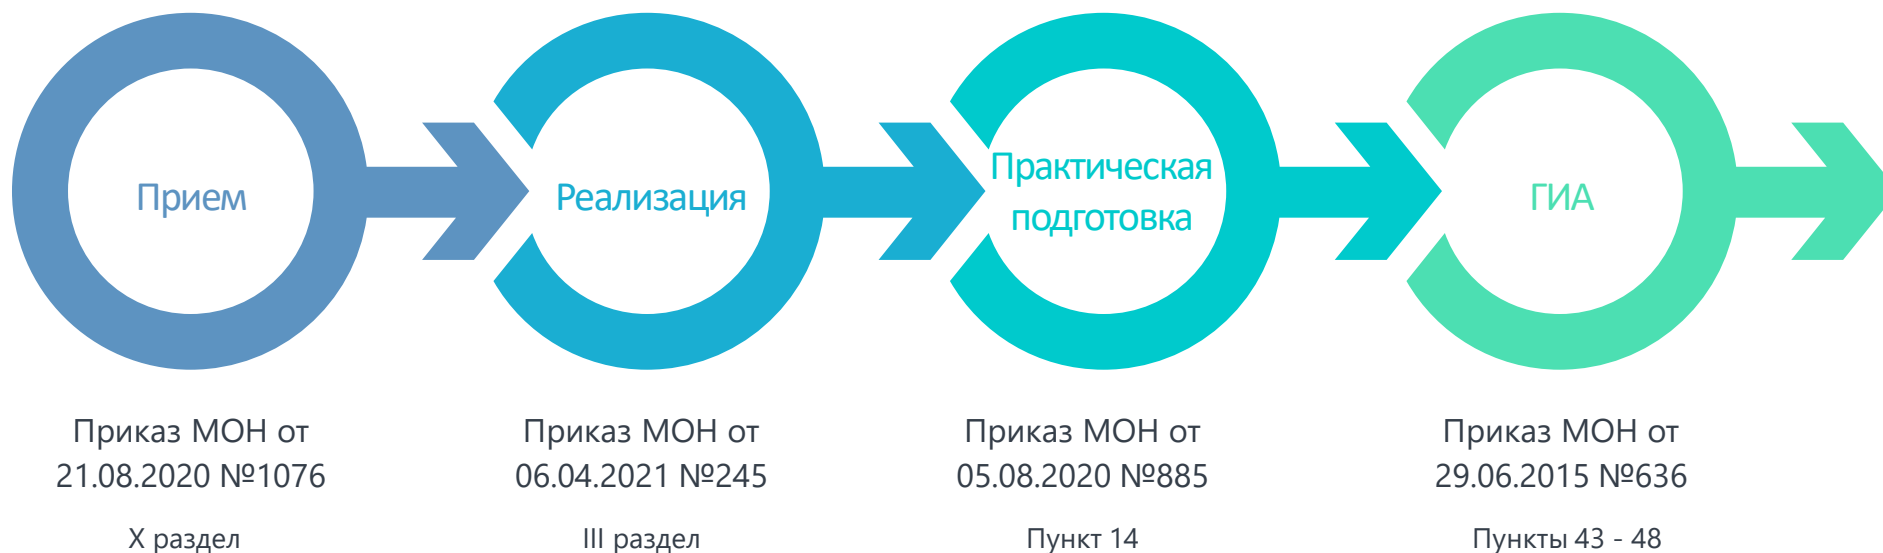 Прием
Реализация
Практическая
подготовка
ГИА
Приказ МОН от
21.08.2020 №1076
X раздел
Приказ МОН от
06.04.2021 №245
III раздел
Приказ МОН от
05.08.2020 №885
Пункт 14
Приказ МОН от
29.06.2015 №636
Пункты 43 - 48